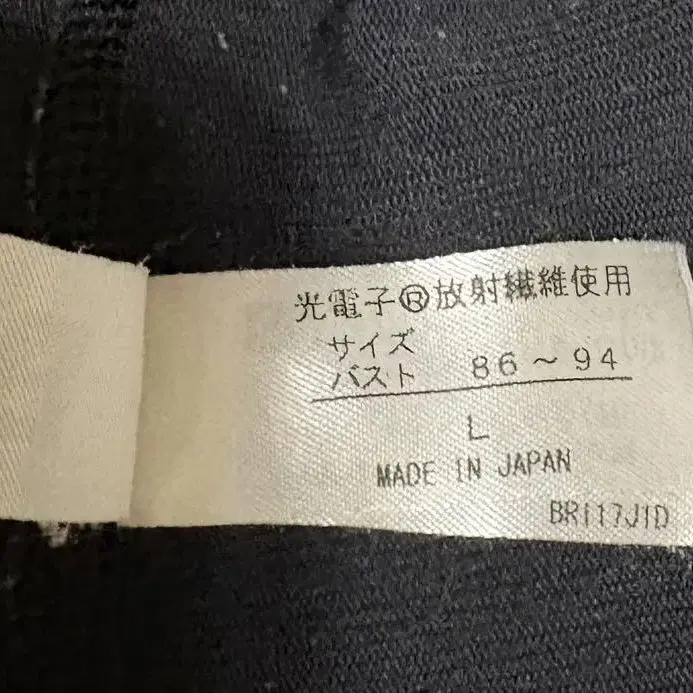 光電子®放射繊維使用
サイズ
バスト 86～94
L
MADE IN JAPAN
BR117J1D